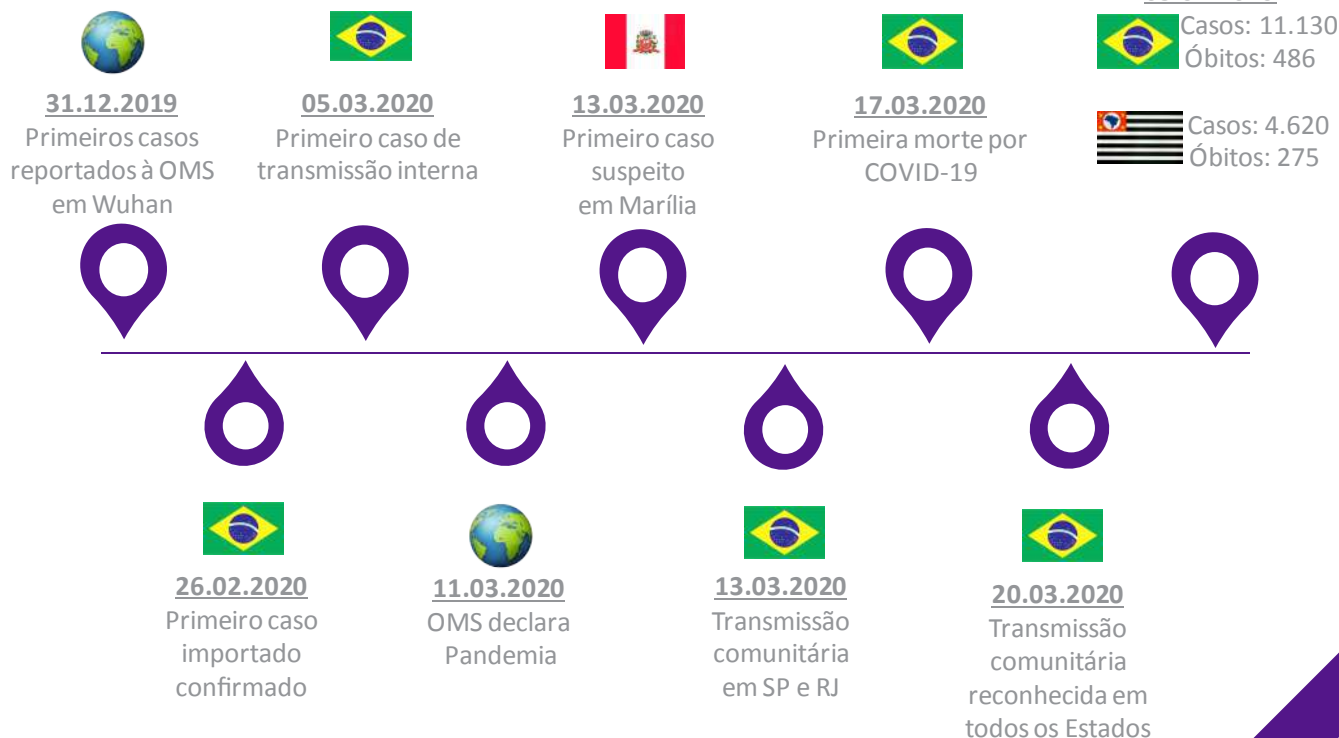 31.12.2019
Primeiros casos
reportados à OMS
em Wuhan
05.03.2020
Primeiro caso de
transmissão interna
13.03.2020
Primeiro caso
suspeito
em Marília
17.03.2020
Primeira morte por
COVID-19
Casos: 11.130
Óbitos: 486
Casos: 4.620
Óbitos: 275
26.02.2020
Primeiro caso
importado
confirmado
11.03.2020
OMS declara
Pandemia
13.03.2020
Transmissão
comunitária
em SP e RJ
20.03.2020
Transmissão
comunitária
reconhecida em
todos os Estados